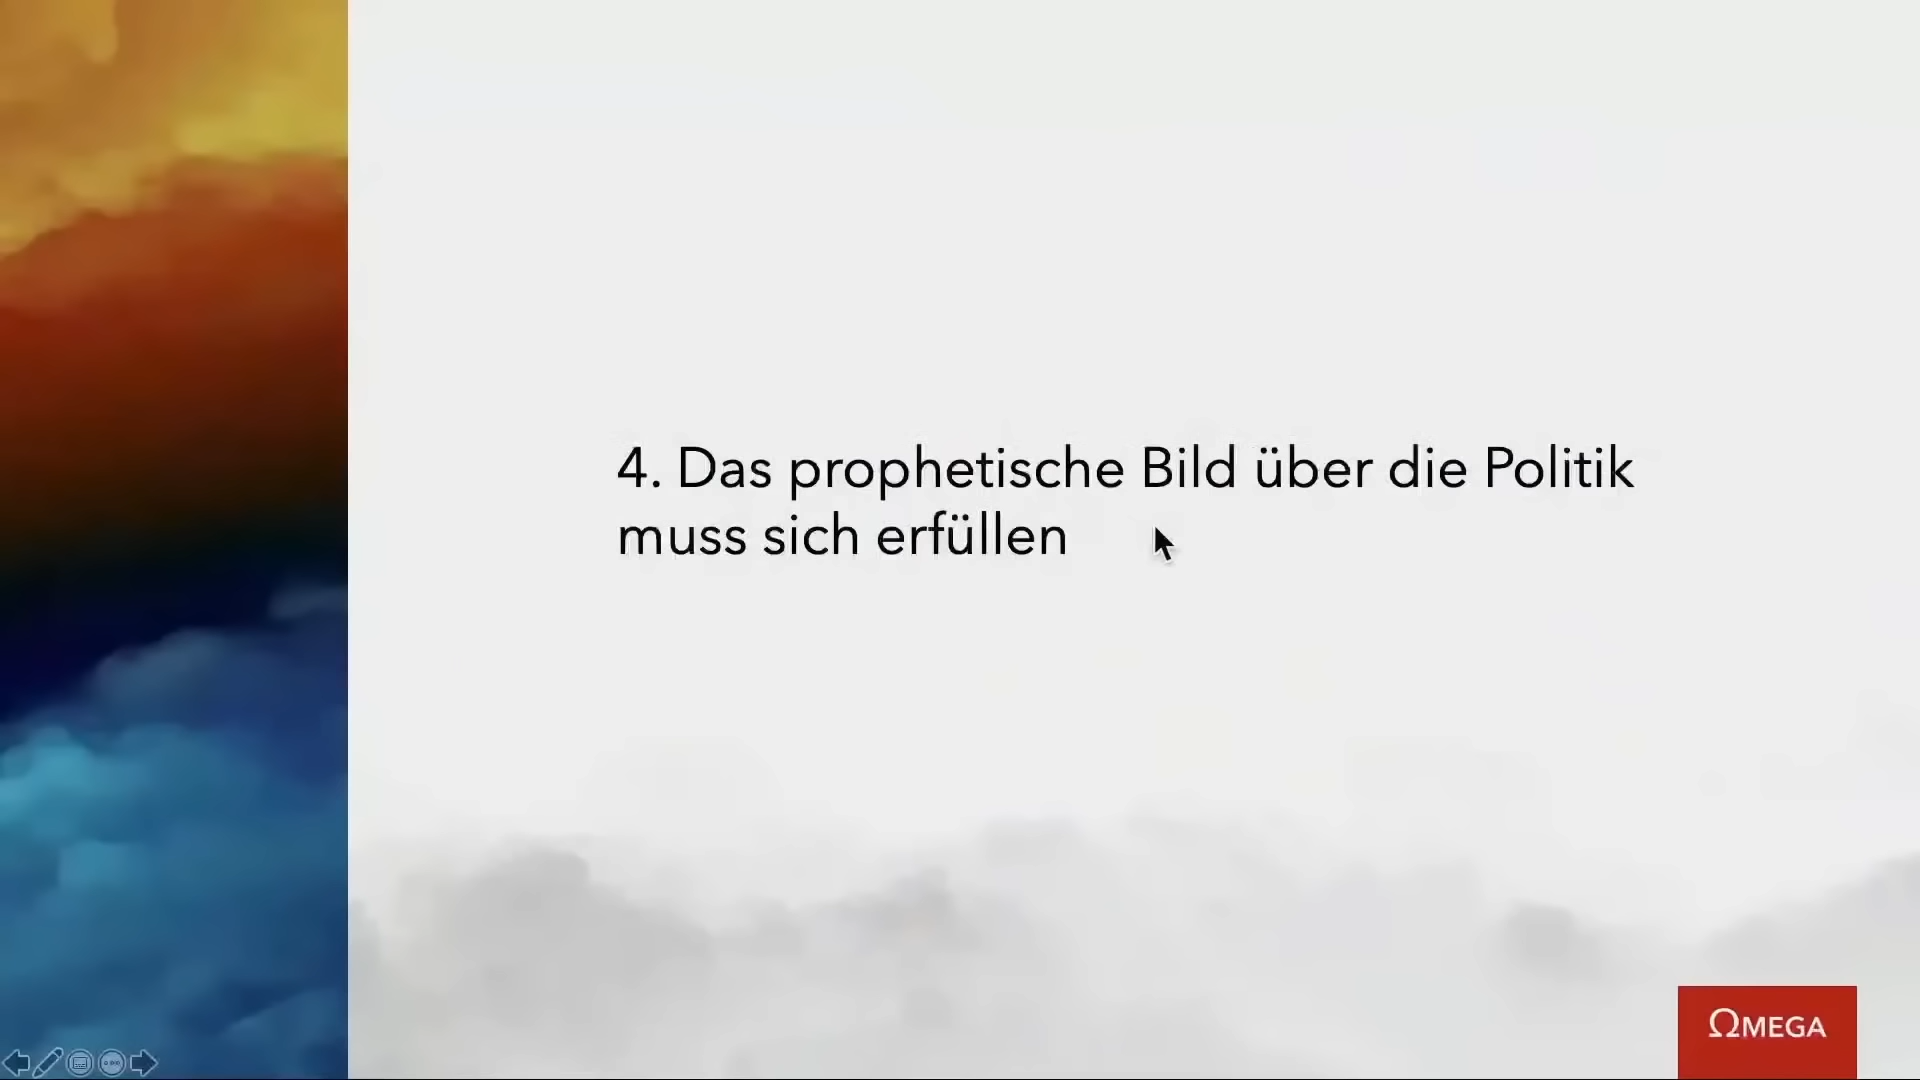 4. Das prophetische Bild über die Politik
muss sich erfüllen
ΩMEGA